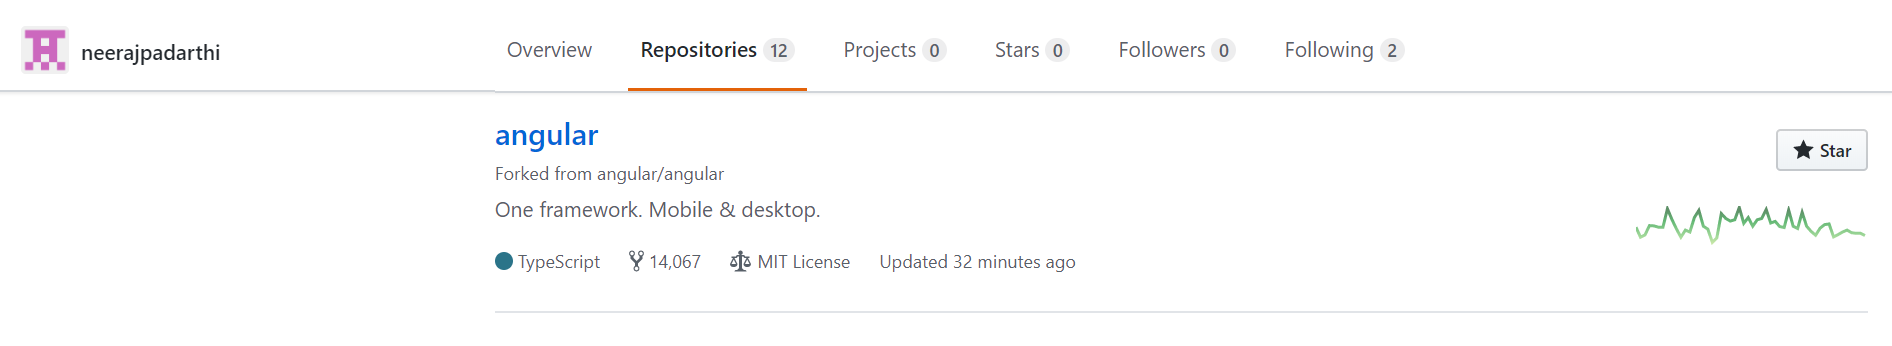 neerajpadarthi
Overview Repositories 12 Projects 0 Stars 0 Followers 0 Following 2
angular
Star
Forked from angular/angular
One framework. Mobile & desktop.
TypeScript 14,067 MIT License Updated 32 minutes ago